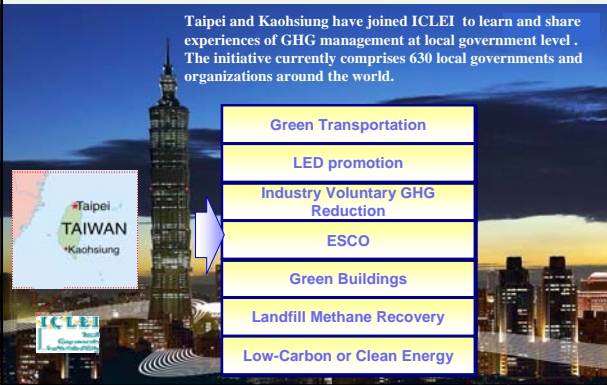 Taipei and Kaohsiung have joined ICLEI to learn and share
experiences of GHG management at local government level .
The initiative currently comprises 630 local governments and
organizations around the world.
Green Transportation
LED promotion
Industry Voluntary GHG
Reduction
ESCO
Green Buildings
Landfill Methane Recovery
Low-Carbon or Clean Energy
Taipei
TAIWAN
Kaohsiung
ICLEI